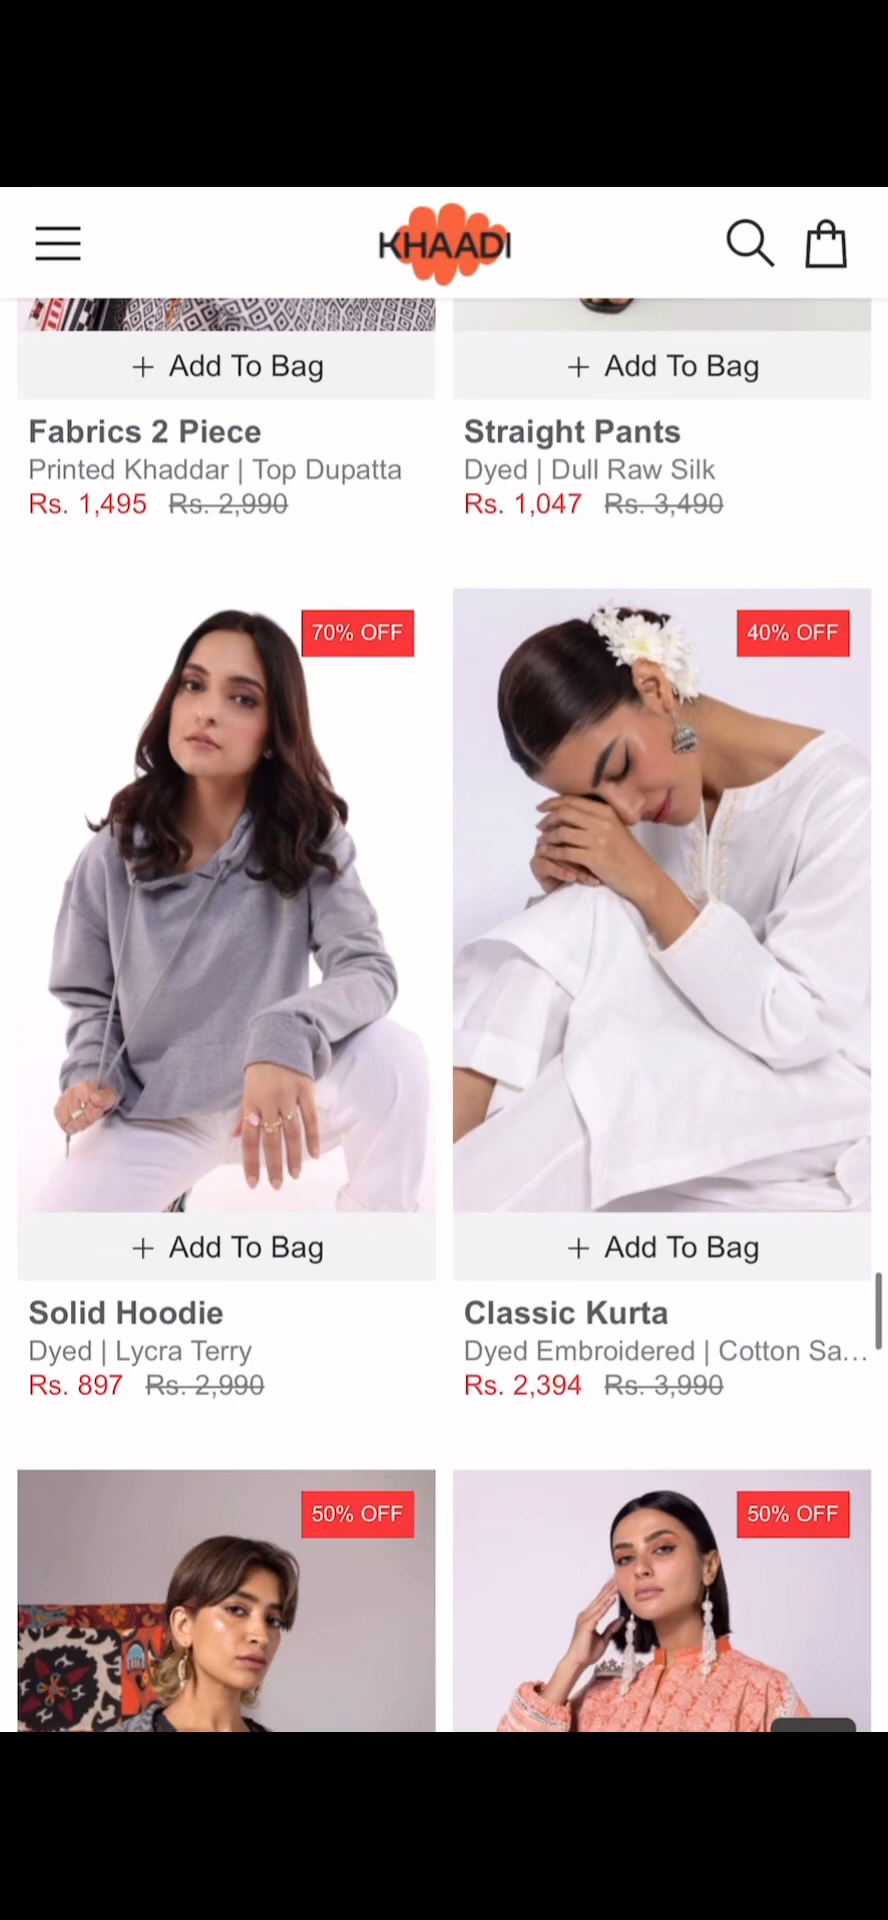 KHAADI
+ Add To Bag
+ Add To Bag
Fabrics 2 Piece
Printed Khaddar | Top Dupatta
Rs. 1,495 Rs. 2,990
Straight Pants
Dyed | Dull Raw Silk
Rs. 1,047 Rs. 3,490
70% OFF
40% OFF
+ Add To Bag
+ Add To Bag
Solid Hoodie
Dyed | Lycra Terry
Rs. 897 Rs. 2,990
Classic Kurta
Dyed Embroidered | Cotton Sa...
Rs. 2,394 Rs. 3,990
50% OFF
50% OFF